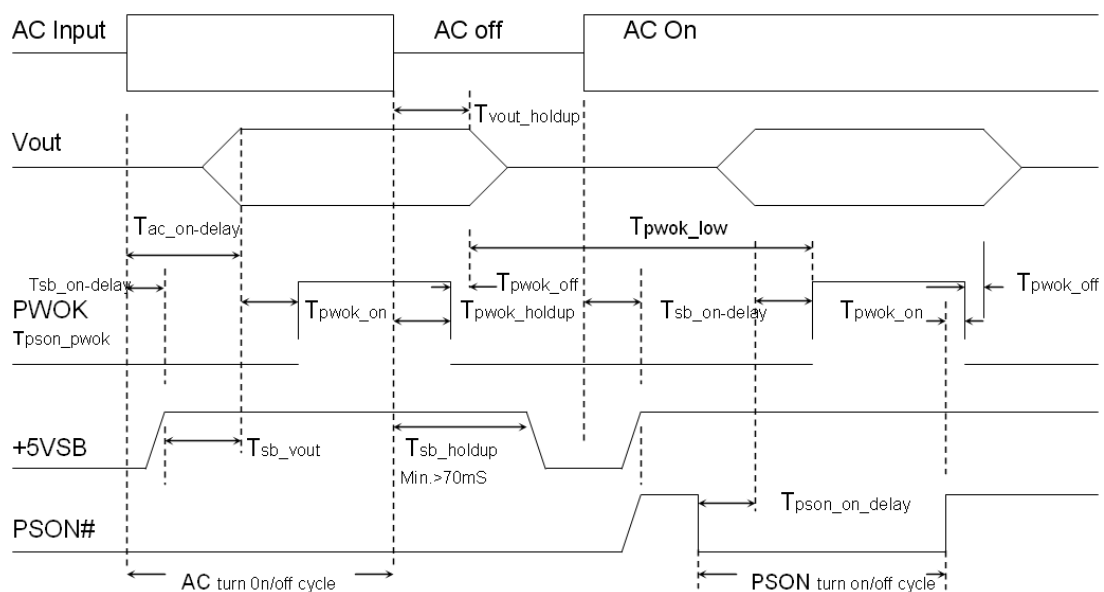 AC Input
AC off
AC On
Tvout_holdup
Vout
Tac_on-delay
Tpwok_low
Tsb_on-delay
Tpwok_off
Tpwok_off
PWOK
Tpwok_on
Tpwok_holdup
Tsb_on-delay
Tpwok_on
Tpson_pwok
+5VSB
Tsb_vout
Tsb_holdup
Min.>70mS
Tpson_on_delay
PSON#
AC turn 0n/off cycle
PSON turn on/off cycle